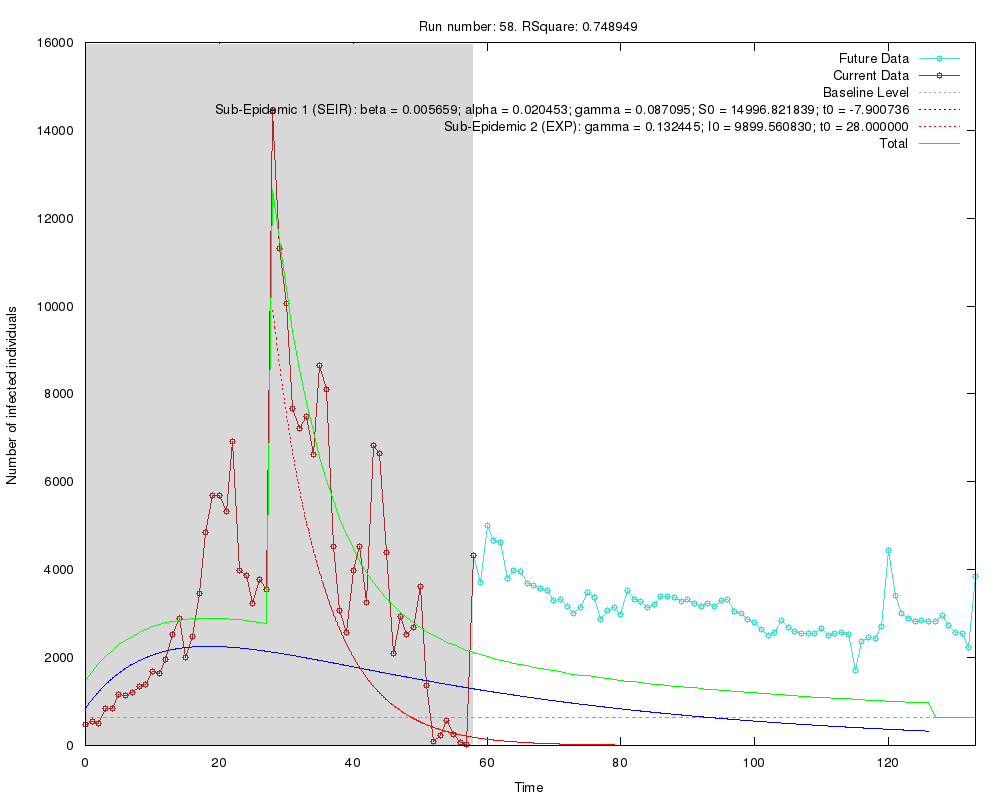 Run number: 58. RSquare: 0.748949
Future Data
Current Data
Baseline Level
Sub-Epidemic 1 (SEIR): beta = 0.005659; alpha = 0.020453; gamma = 0.087095; S0 = 14996.821839; t0 = -7.900736
Sub-Epidemic 2 (EXP): gamma = 0.132445; I0 = 9899.560830; t0 = 28.000000
Total
Number of infected individuals
16000
14000
12000
10000
8000
6000
4000
2000
0
0 20 40 60 80 100 120
Time